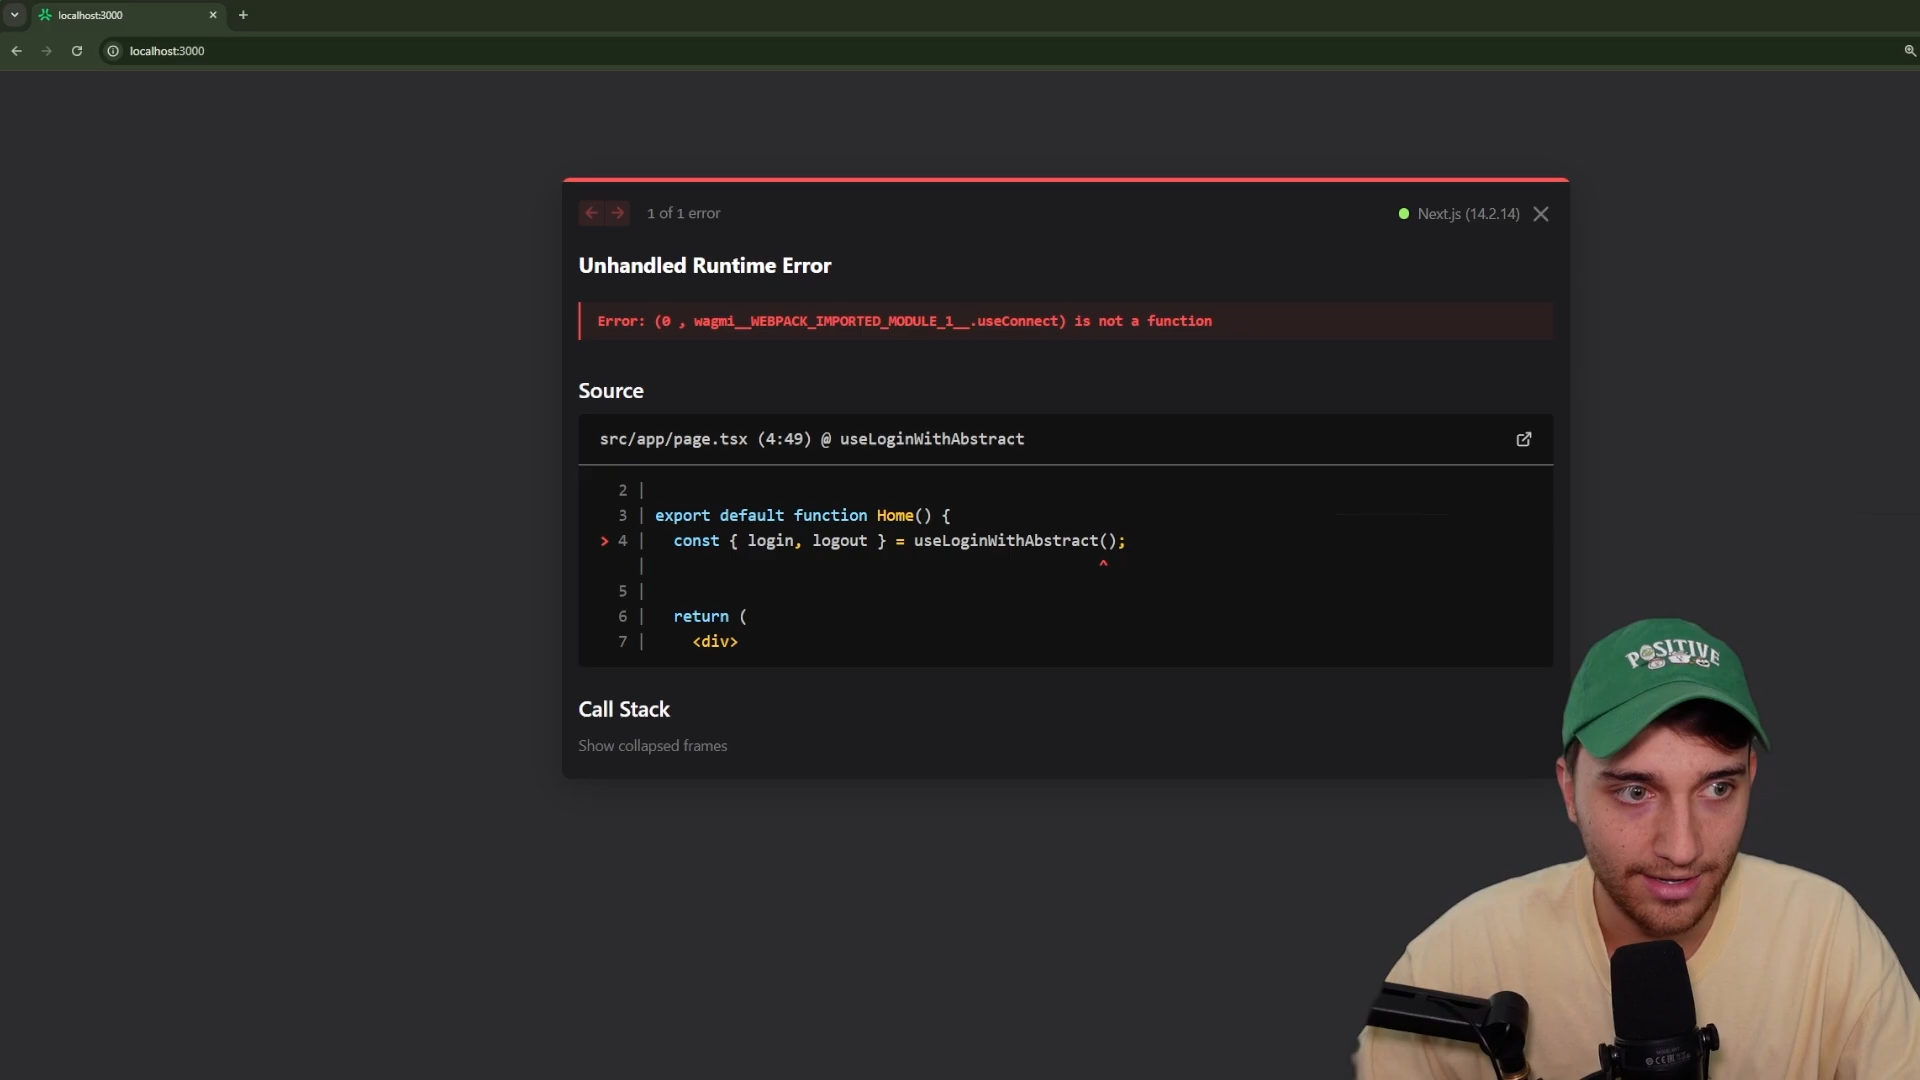 localhost:3000
localhost:3000
1 of 1 error
Next.js (14.2.14)
Unhandled Runtime Error
Error: (0 , wagmi__WEBPACK_IMPORTED_MODULE_1__.useConnect) is not a function
Source
src/app/page.tsx (4:49) @ useLoginWithAbstract
2 |
3 | export default function Home() {
> 4 |   const { login, logout } = useLoginWithAbstract();
|   ^
5 |
6 |   return (
7 |     <div>
Call Stack
Show collapsed frames
POSITIVE